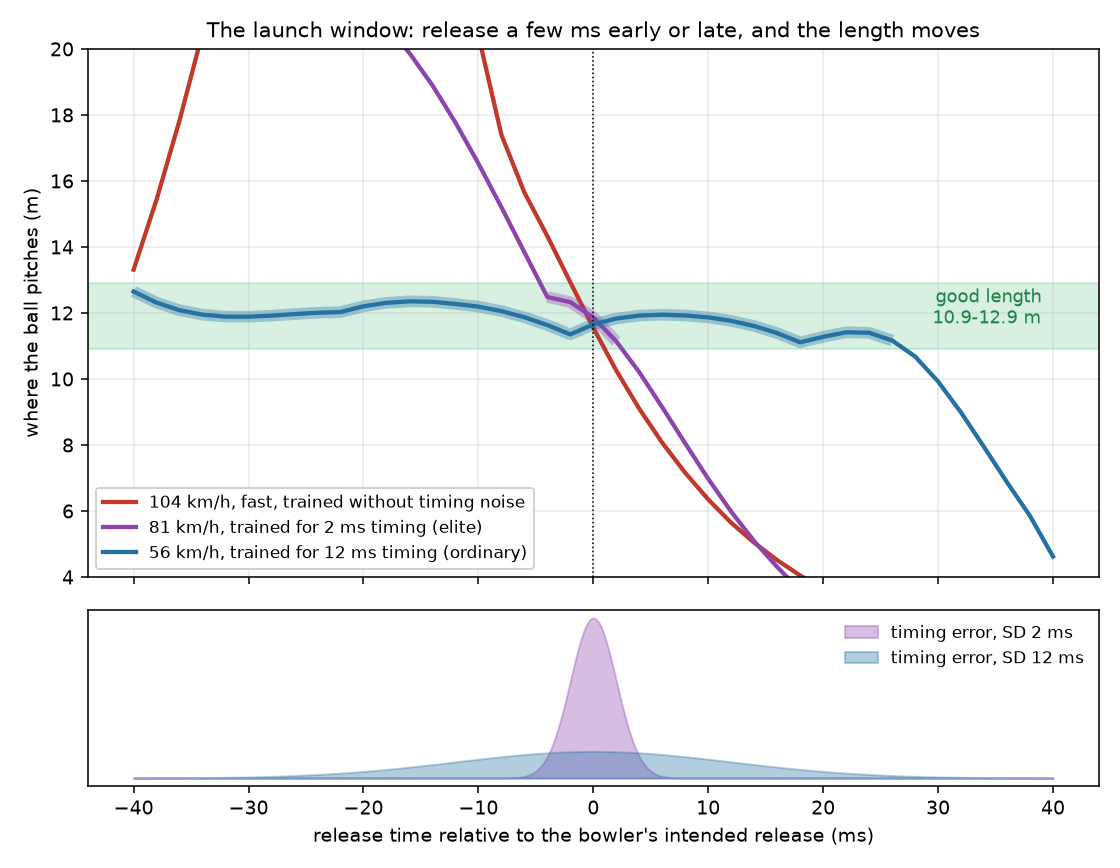 The launch window: release a few ms early or late, and the length moves
where the ball pitches (m)
20
18
16
14
12
10
8
6
4
good length
10.9-12.9 m
104 km/h, fast, trained without timing noise
81 km/h, trained for 2 ms timing (elite)
56 km/h, trained for 12 ms timing (ordinary)
timing error, SD 2 ms
timing error, SD 12 ms
−40 −30 −20 −10 0 10 20 30 40
release time relative to the bowler's intended release (ms)